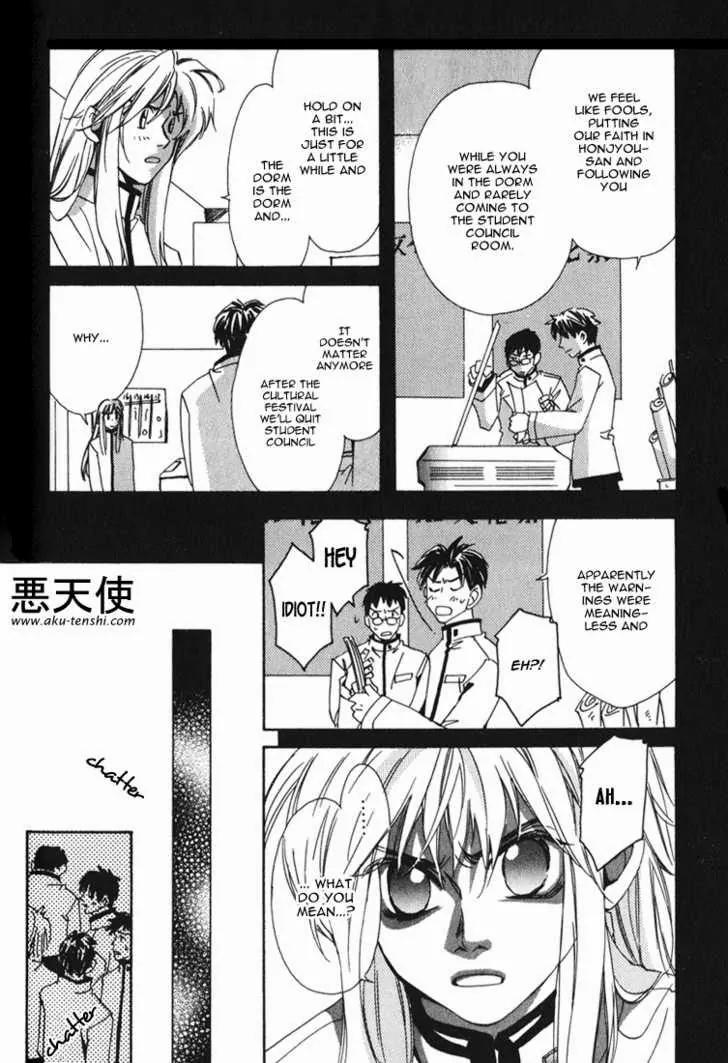 WE FEEL
LIKE FOOLS,
PUTTING
OUR FAITH IN
HONJYOU-
SAN AND
FOLLOWING
YOU
WHILE YOU
WERE ALWAYS
IN THE DORM
AND RARELY
COMING TO
THE STUDENT
COUNCIL
ROOM.
HOLD ON
A BIT...
THIS IS
JUST FOR
A LITTLE
WHILE AND
THE
DORM
IS THE
DORM
AND...
IT
DOESN'T
MATTER
ANYMORE
AFTER THE
CULTURAL
FESTIVAL
WE'LL QUIT
STUDENT
COUNCIL
WHY...
APPARENTLY
THE WARN-
INGS WERE
MEANING-
LESS AND
EH?!
HEY
IDIOT!!
AH...
........
... WHAT
DO YOU
MEAN...?
悪天使
www.aku-tenshi.com
chatter
chatter